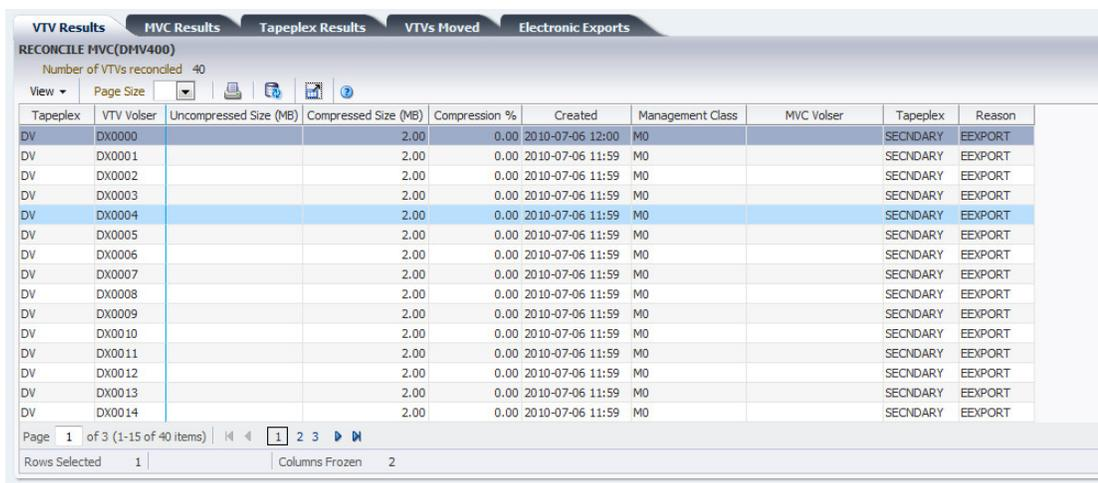 VTV Results MVC Results Tapeplex Results VTVs Moved Electronic Exports
RECONCILE MVC(DMV400)
Number of VTVs reconciled 40
View Page Size
Tapeplex VTV Volser Uncompressed Size (MB) Compressed Size (MB) Compression % Created Management Class MVC Volser Tapeplex Reason
DV DX0000 2.00 0.00 2010-07-06 12:00 M0 SECNDARY EEXPORT
DV DX0001 2.00 0.00 2010-07-06 11:59 M0 SECNDARY EEXPORT
DV DX0002 2.00 0.00 2010-07-06 11:59 M0 SECNDARY EEXPORT
DV DX0003 2.00 0.00 2010-07-06 11:59 M0 SECNDARY EEXPORT
DV DX0004 2.00 0.00 2010-07-06 11:59 M0 SECNDARY EEXPORT
DV DX0005 2.00 0.00 2010-07-06 11:59 M0 SECNDARY EEXPORT
DV DX0006 2.00 0.00 2010-07-06 11:59 M0 SECNDARY EEXPORT
DV DX0007 2.00 0.00 2010-07-06 11:59 M0 SECNDARY EEXPORT
DV DX0008 2.00 0.00 2010-07-06 11:59 M0 SECNDARY EEXPORT
DV DX0009 2.00 0.00 2010-07-06 11:59 M0 SECNDARY EEXPORT
DV DX0010 2.00 0.00 2010-07-06 11:59 M0 SECNDARY EEXPORT
DV DX0011 2.00 0.00 2010-07-06 11:59 M0 SECNDARY EEXPORT
DV DX0012 2.00 0.00 2010-07-06 11:59 M0 SECNDARY EEXPORT
DV DX0013 2.00 0.00 2010-07-06 11:59 M0 SECNDARY EEXPORT
DV DX0014 2.00 0.00 2010-07-06 11:59 M0 SECNDARY EEXPORT
Page 1 of 3 (1-15 of 40 items) 1 2 3
Rows Selected 1 Columns Frozen 2